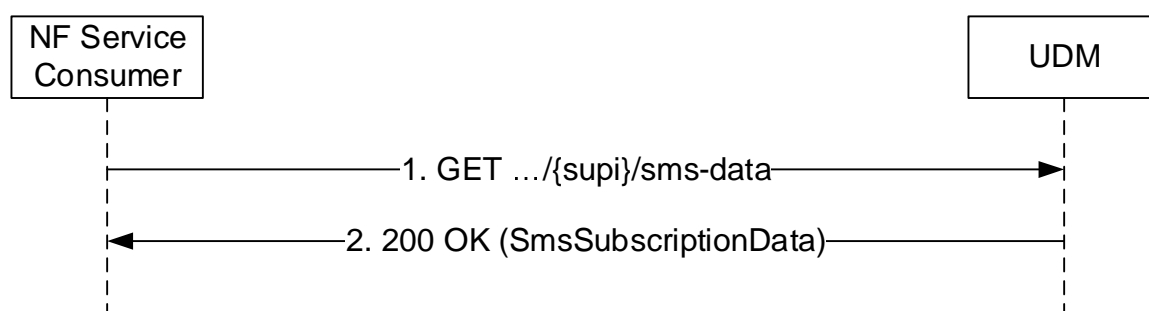 NF Service
Consumer
UDM
1. GET …/{supi}/sms-data
2. 200 OK (SmsSubscriptionData)